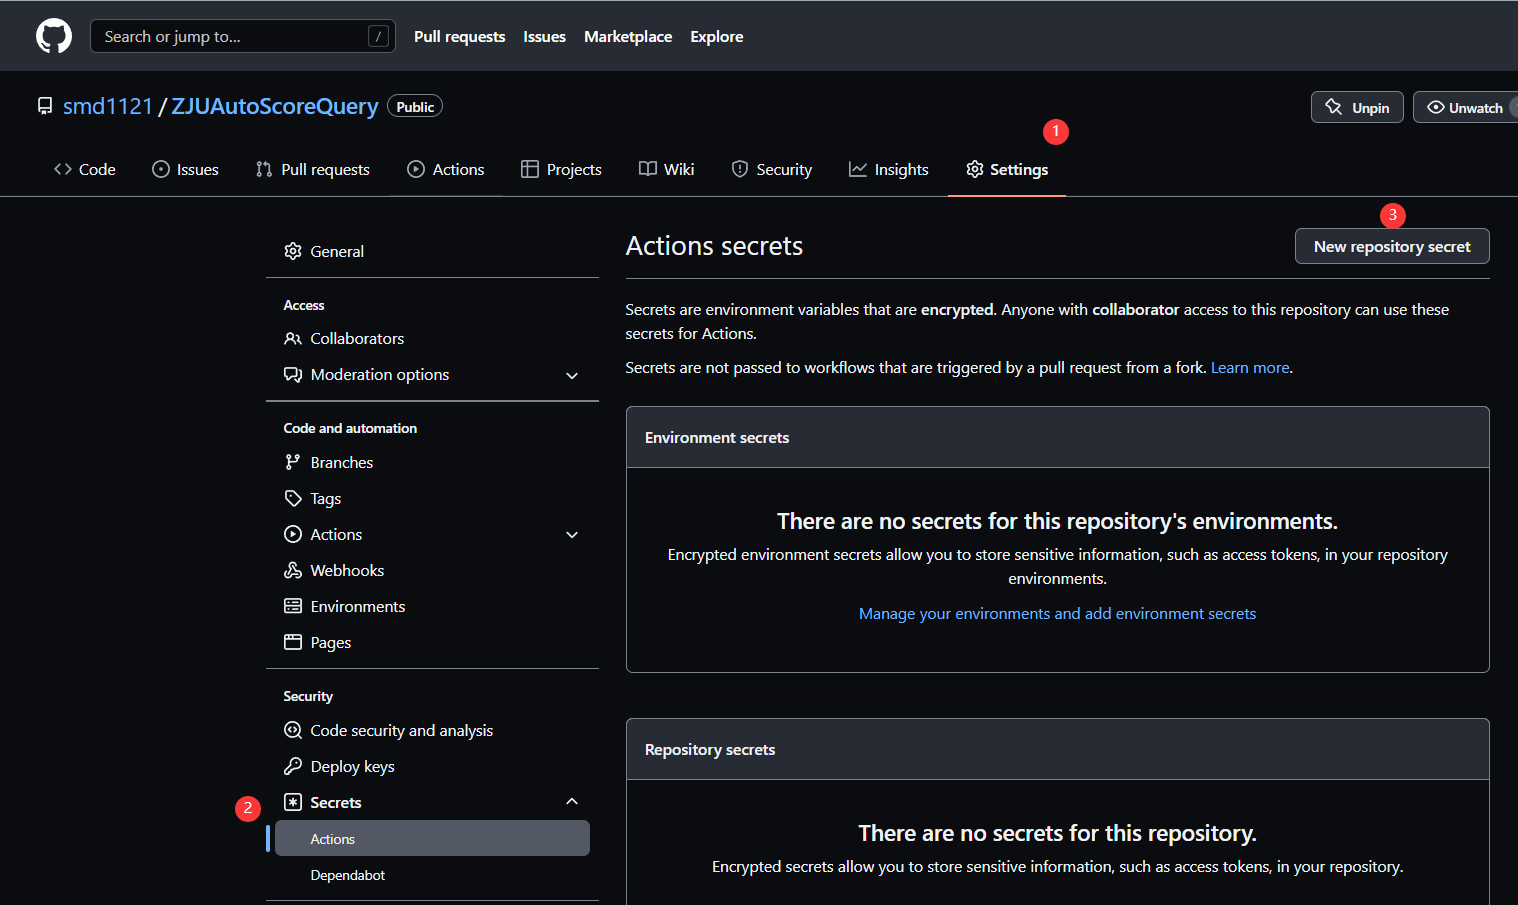 Search or jump to... / Pull requests Issues Marketplace Explore
smd1121 / ZJUAutoScoreQuery Public Unpin Unwatch
1
Code Issues Pull requests Actions Projects Wiki Security Insights Settings
3
General
Actions secrets New repository secret
Access
Collaborators
Moderation options
Code and automation
Branches
Tags
Actions
Webhooks
Environments
Pages
Security
Code security and analysis
Deploy keys
2
Secrets
Actions
Dependabot
Secrets are environment variables that are encrypted. Anyone with collaborator access to this repository can use these
secrets for Actions.
Secrets are not passed to workflows that are triggered by a pull request from a fork. Learn more.
Environment secrets
There are no secrets for this repository's environments.
Encrypted environment secrets allow you to store sensitive information, such as access tokens, in your repository
environments.
Manage your environments and add environment secrets
Repository secrets
There are no secrets for this repository.
Encrypted secrets allow you to store sensitive information, such as access tokens, in your repository.